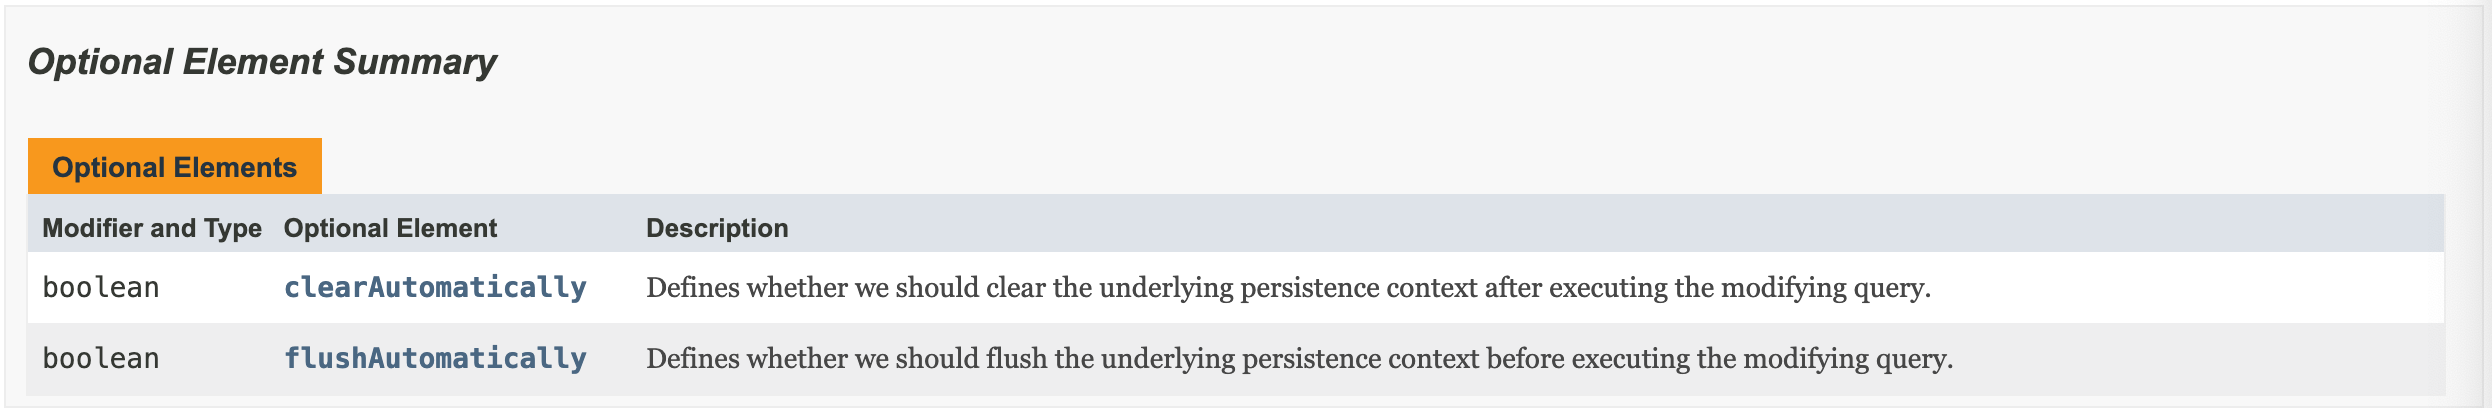 Optional Element Summary
Optional Elements
Modifier and Type Optional Element Description
boolean clearAutomatically Defines whether we should clear the underlying persistence context after executing the modifying query.
boolean flushAutomatically Defines whether we should flush the underlying persistence context before executing the modifying query.